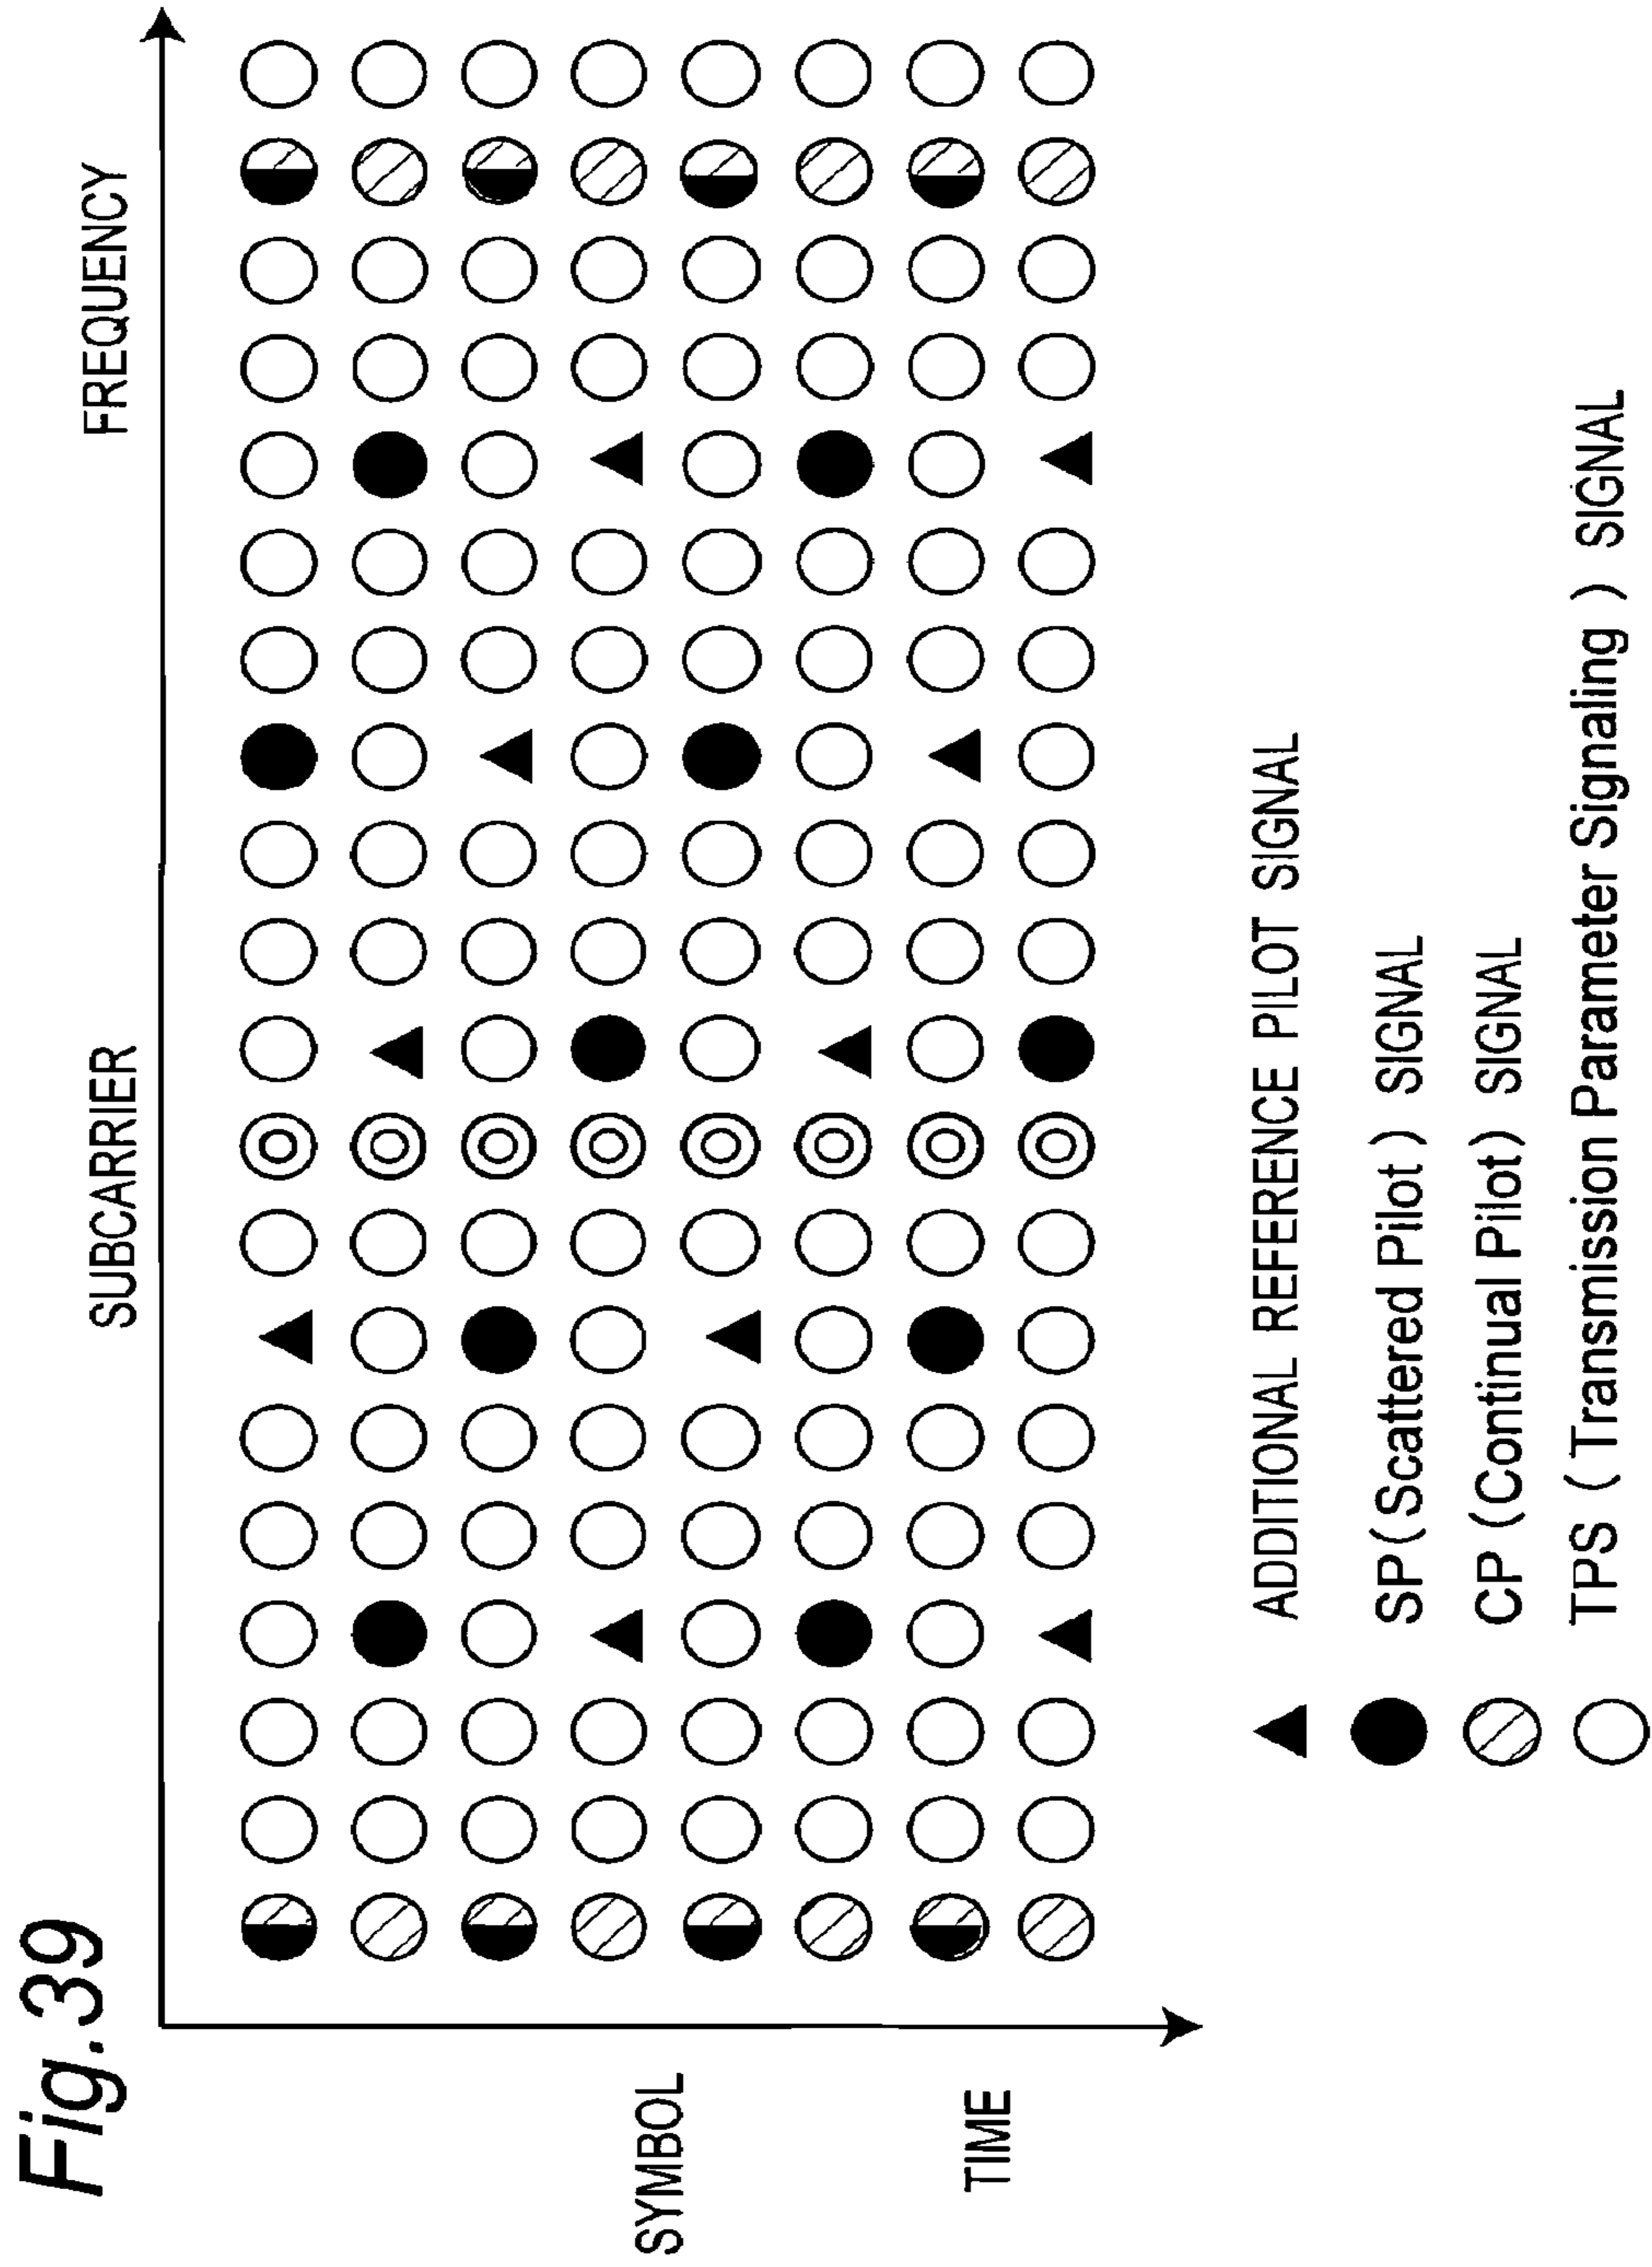 Fig.39
SUBCARRIER
FREQUENCY
SYMBOL
TIME
ADDITIONAL REFERENCE PILOT SIGNAL
SP (Scattered Pilot ) SIGNAL
CP (Continual Pilot) SIGNAL
TPS ( Transmission Parameter Signaling ) SIGNAL